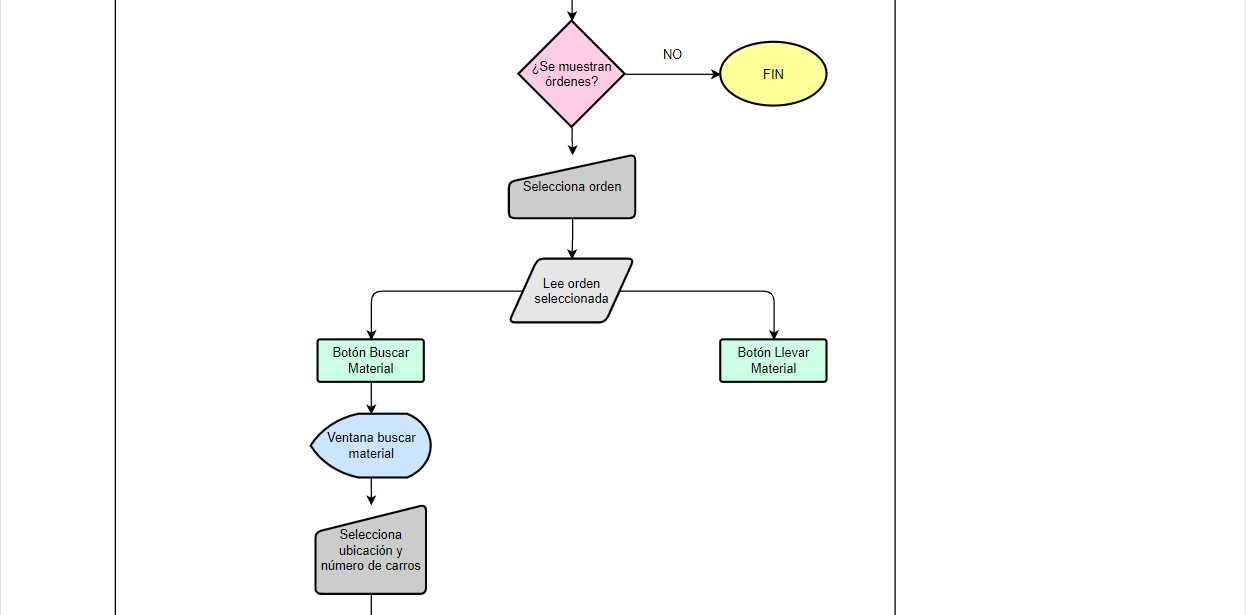 ¿Se muestran
órdenes?
NO
FIN
Selecciona orden
Lee orden
seleccionada
Botón Buscar
Material
Botón Llevar
Material
Ventana buscar
material
Selecciona
ubicación y
número de carros